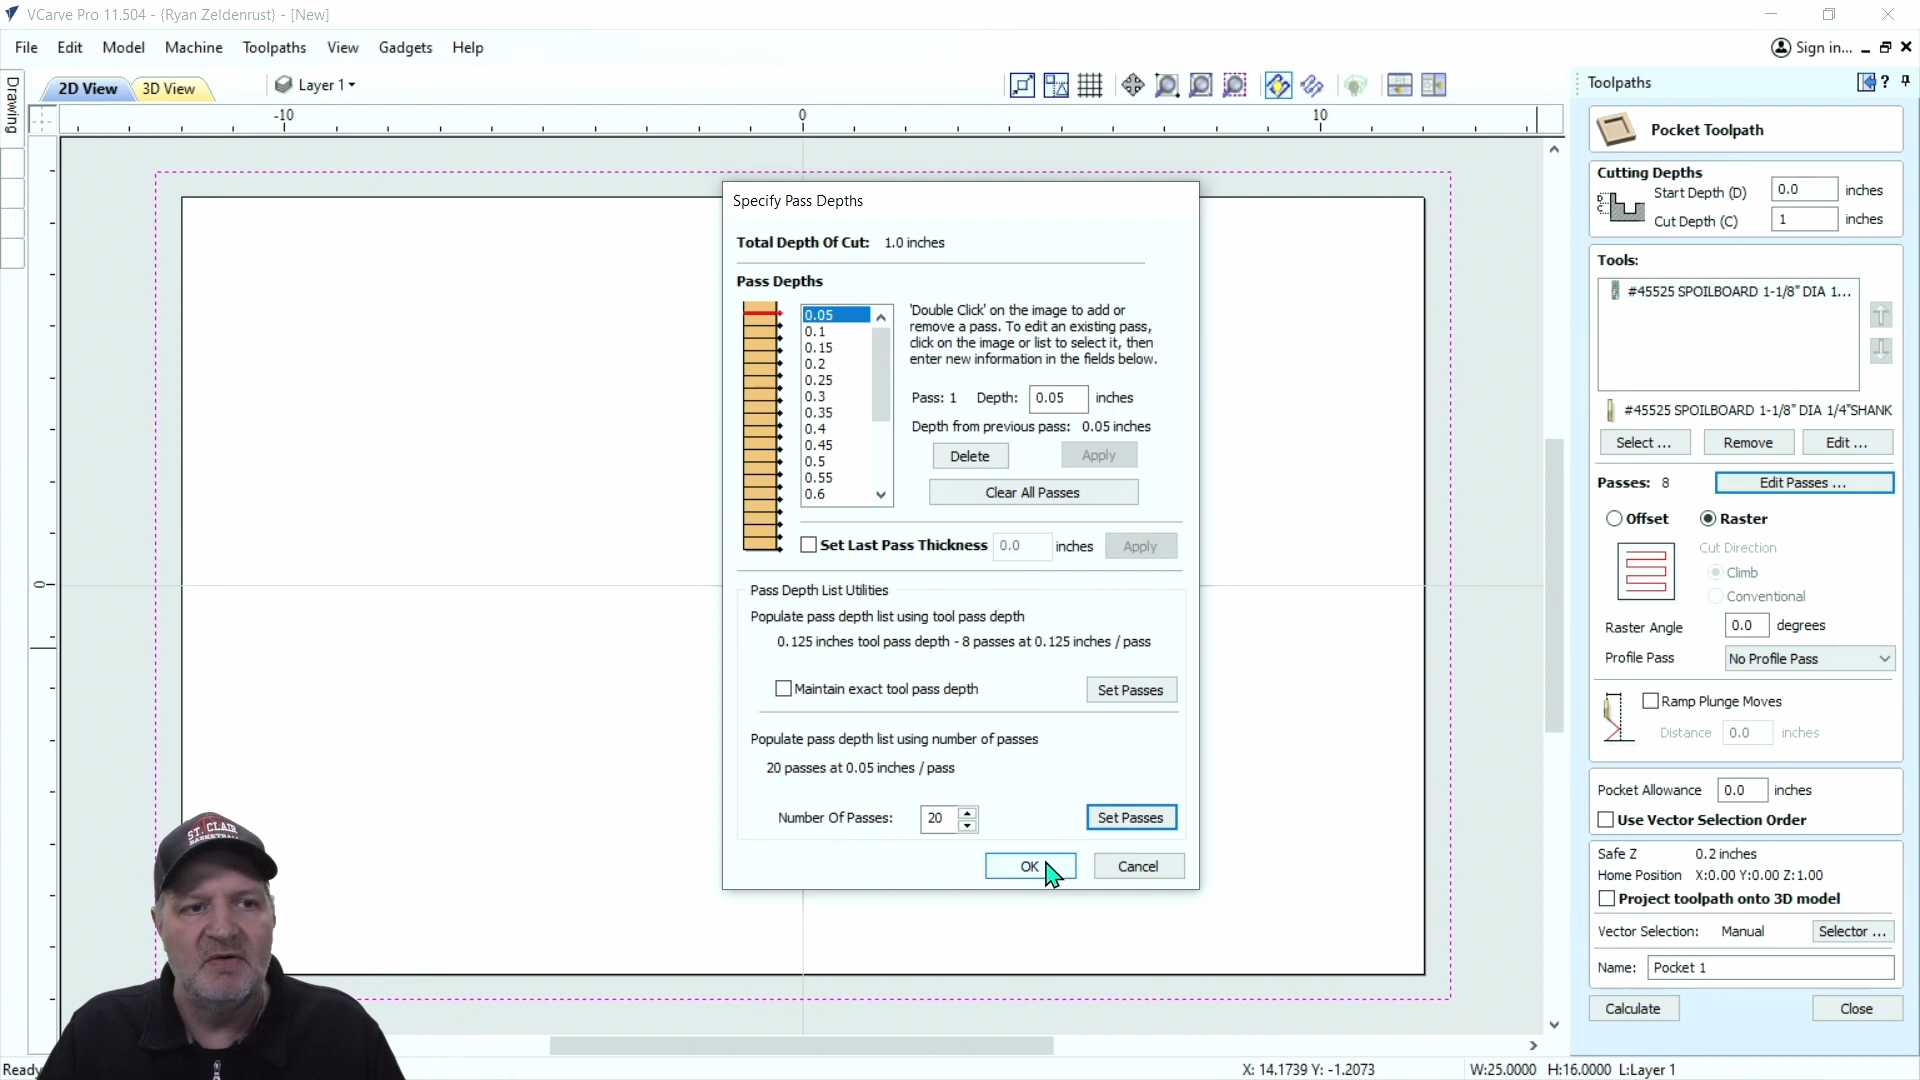 VCarve Pro 11.504 - {Ryan Zeldenrust} - [New]
File Edit Model Machine Toolpaths View Gadgets Help
Sign in...
2D View 3D View Layer 1
Drawing
-10 0 10
0
Specify Pass Depths
Total Depth Of Cut: 1.0 inches
Pass Depths
0.05
0.1
0.15
0.2
0.25
0.3
0.35
0.4
0.45
0.5
0.55
0.6
'Double Click' on the image to add or
remove a pass. To edit an existing pass,
click on the image or list to select it, then
enter new information in the fields below.
Pass: 1 Depth: 0.05 inches
Depth from previous pass: 0.05 inches
Delete Apply
Clear All Passes
Set Last Pass Thickness 0.0 inches Apply
Pass Depth List Utilities
Populate pass depth list using tool pass depth
0.125 inches tool pass depth - 8 passes at 0.125 inches / pass
Maintain exact tool pass depth Set Passes
Populate pass depth list using number of passes
20 passes at 0.05 inches / pass
Number Of Passes: 20 Set Passes
OK Cancel
Toolpaths ?
Pocket Toolpath
Cutting Depths
Start Depth (D) 0.0 inches
Cut Depth (C) 1 inches
D
C
Tools:
#45525 SPOILBOARD 1-1/8" DIA 1...
#45525 SPOILBOARD 1-1/8" DIA 1/4"SHANK
Select ... Remove Edit ...
Passes: 8 Edit Passes ...
Offset Raster
Cut Direction
Climb
Conventional
Raster Angle 0.0 degrees
Profile Pass No Profile Pass
Ramp Plunge Moves
Distance 0.0 inches
Pocket Allowance 0.0 inches
Use Vector Selection Order
Safe Z 0.2 inches
Home Position X:0.00 Y:0.00 Z:1.00
Project toolpath onto 3D model
Vector Selection: Manual Selector ...
Name: Pocket 1
Calculate Close
ST. CLAIR
BASKETBALL
Ready
X: 14.1739 Y: -1.2073
W:25.0000 H:16.0000 L:Layer 1